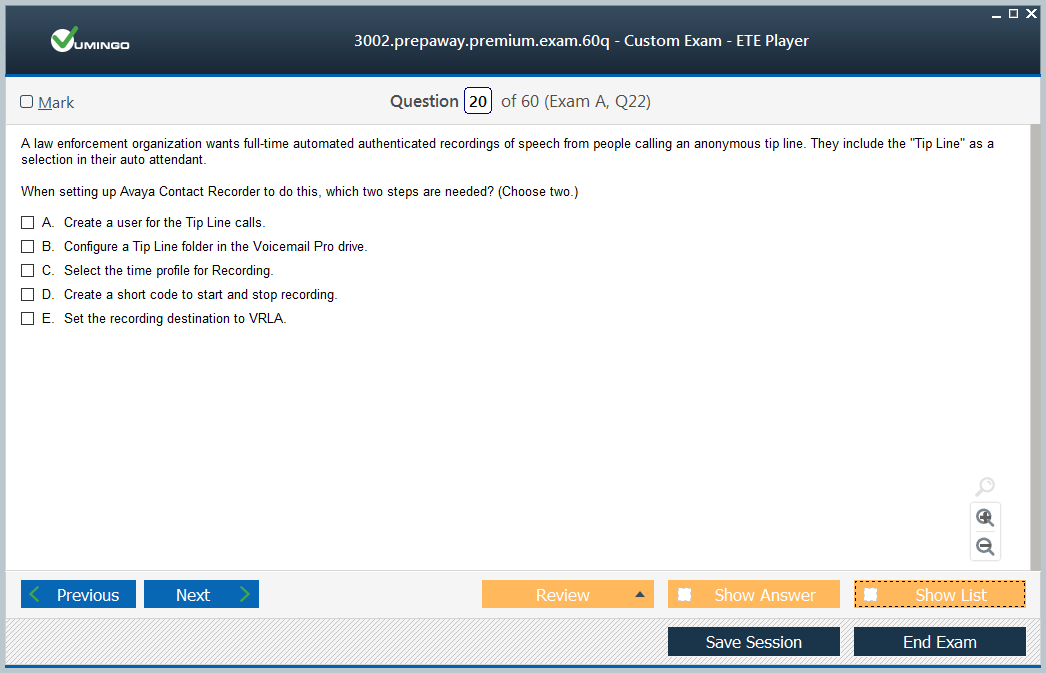 VUMINGO
3002.prepaway.premium.exam.60q - Custom Exam - ETE Player
Mark
Question 20 of 60 (Exam A, Q22)
A law enforcement organization wants full-time automated authenticated recordings of speech from people calling an anonymous tip line. They include the "Tip Line" as a
selection in their auto attendant.
When setting up Avaya Contact Recorder to do this, which two steps are needed? (Choose two.)
A. Create a user for the Tip Line calls.
B. Configure a Tip Line folder in the Voicemail Pro drive.
C. Select the time profile for Recording.
D. Create a short code to start and stop recording.
E. Set the recording destination to VRLA.
Previous
Next
Review
Show Answer
Show List
Save Session
End Exam